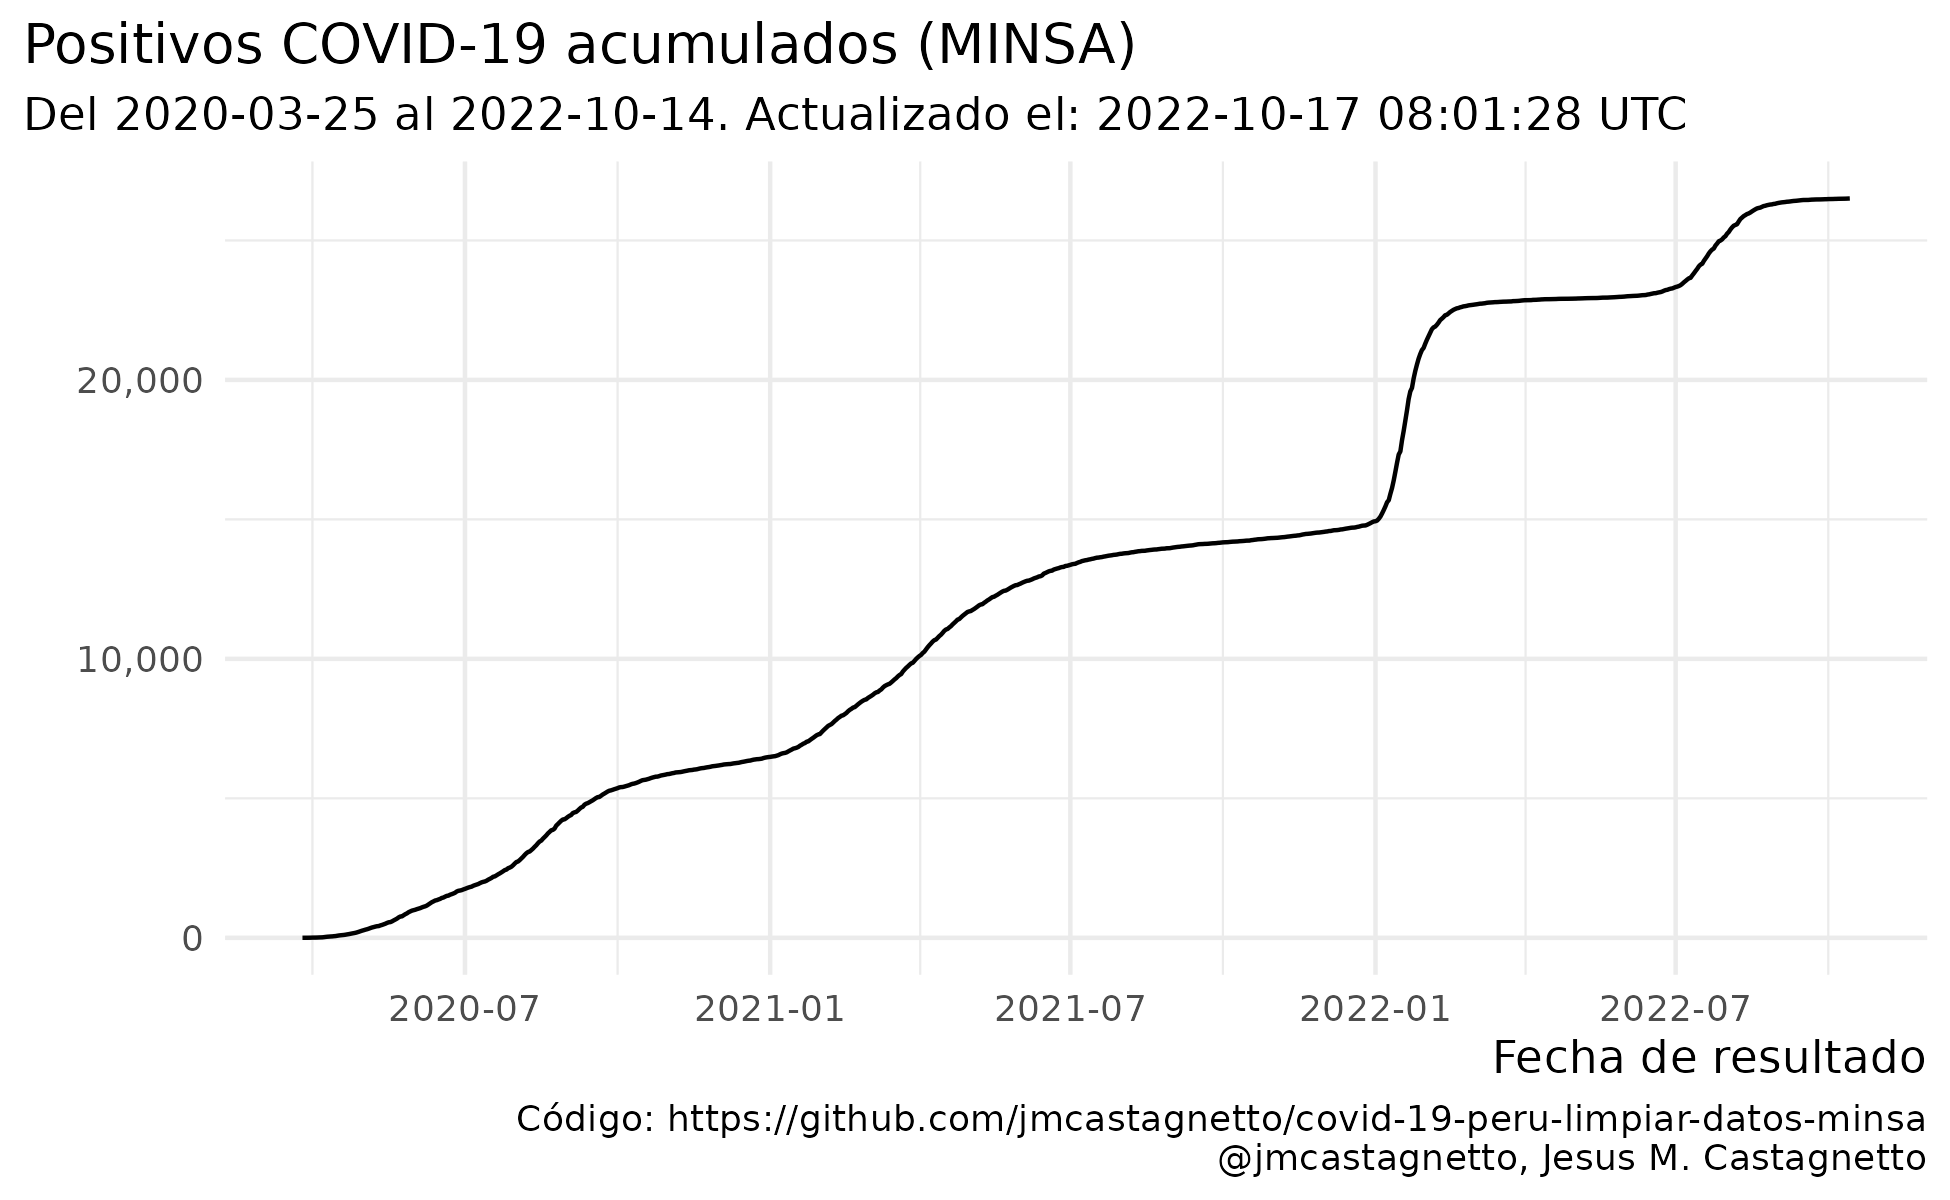 Positivos COVID-19 acumulados (MINSA)
Del 2020-03-25 al 2022-10-14. Actualizado el: 2022-10-17 08:01:28 UTC
20,000
10,000
0
2020-07 2021-01 2021-07 2022-01 2022-07
Fecha de resultado
Código: https://github.com/jmcastagnetto/covid-19-peru-limpiar-datos-minsa
@jmcastagnetto, Jesus M. Castagnetto